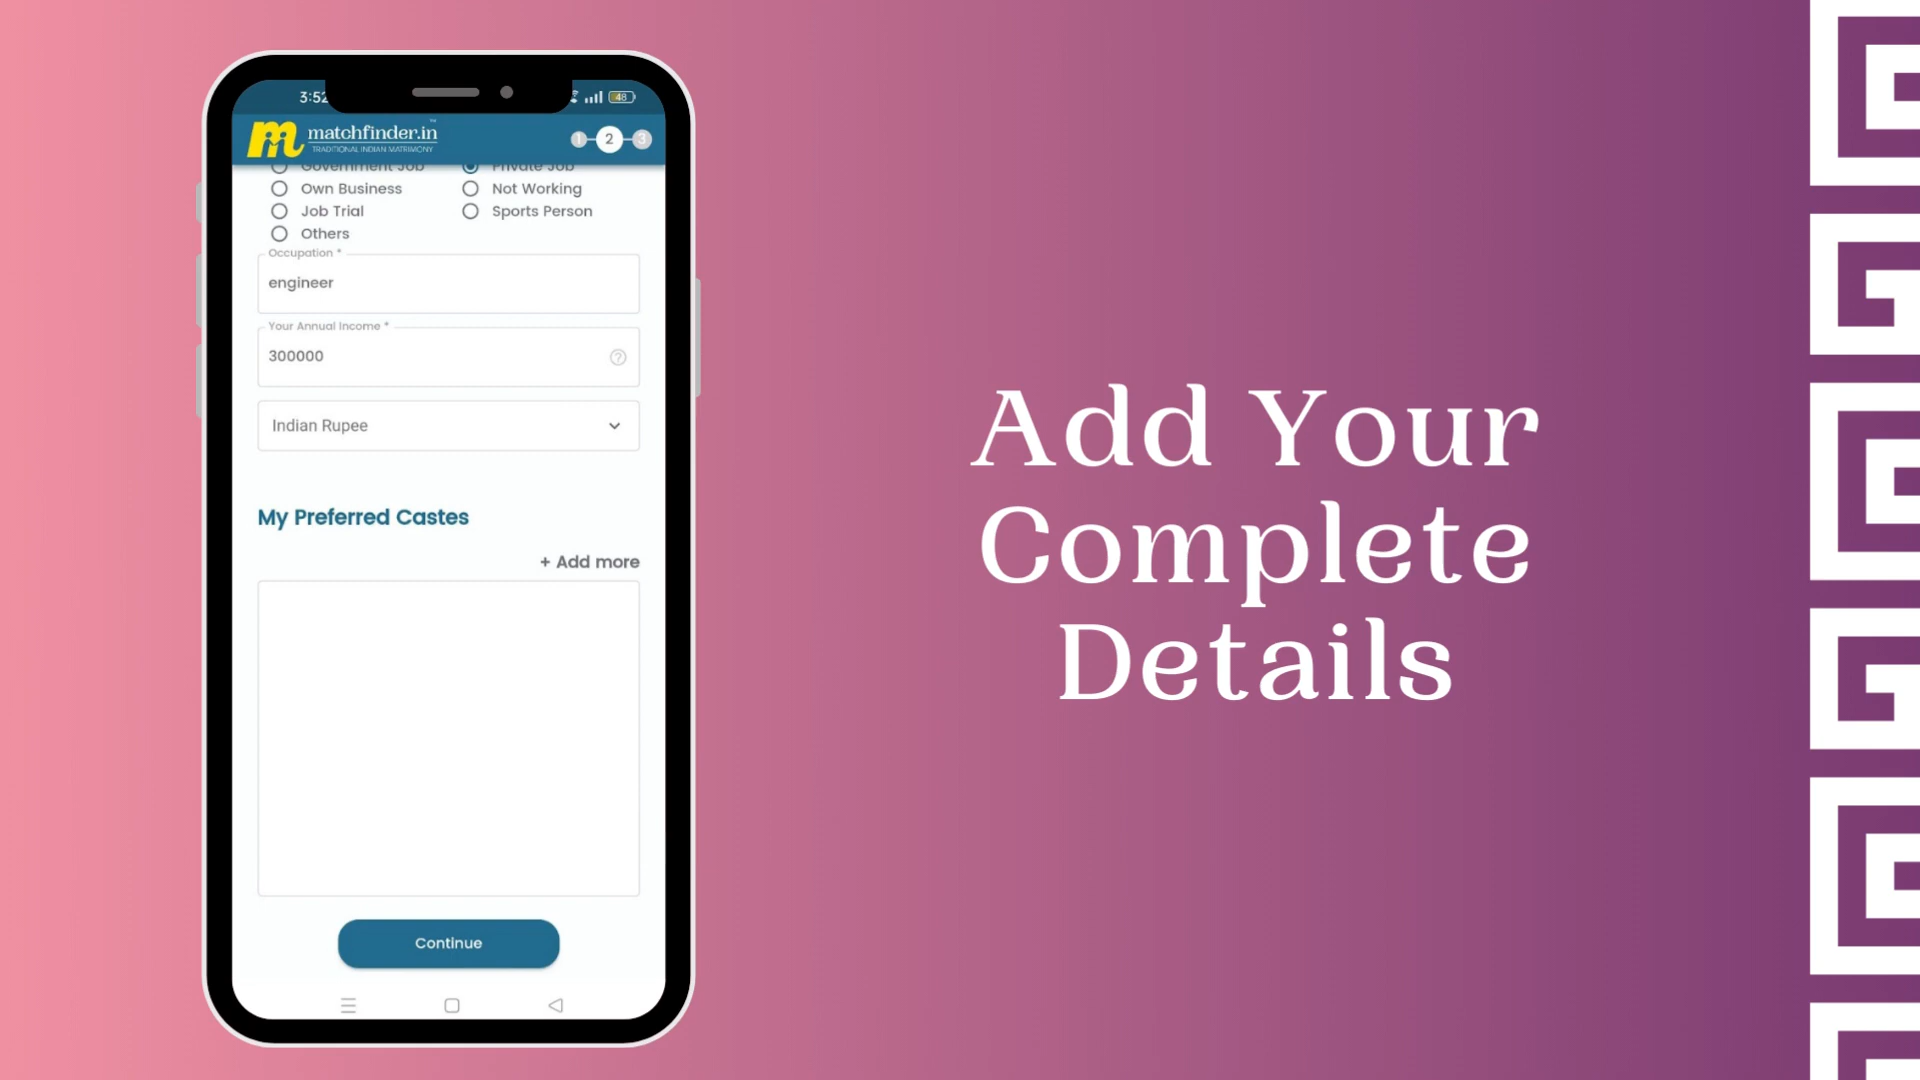 3:52
48
matchfinder.in
TRADITIONAL INDIAN MATRIMONY
1 2 3
Government Job Private Job
Own Business Not Working
Job Trial Sports Person
Others
Occupation *
engineer
Your Annual Income *
300000
Indian Rupee
My Preferred Castes
+ Add more
Continue
Add Your
Complete
Details